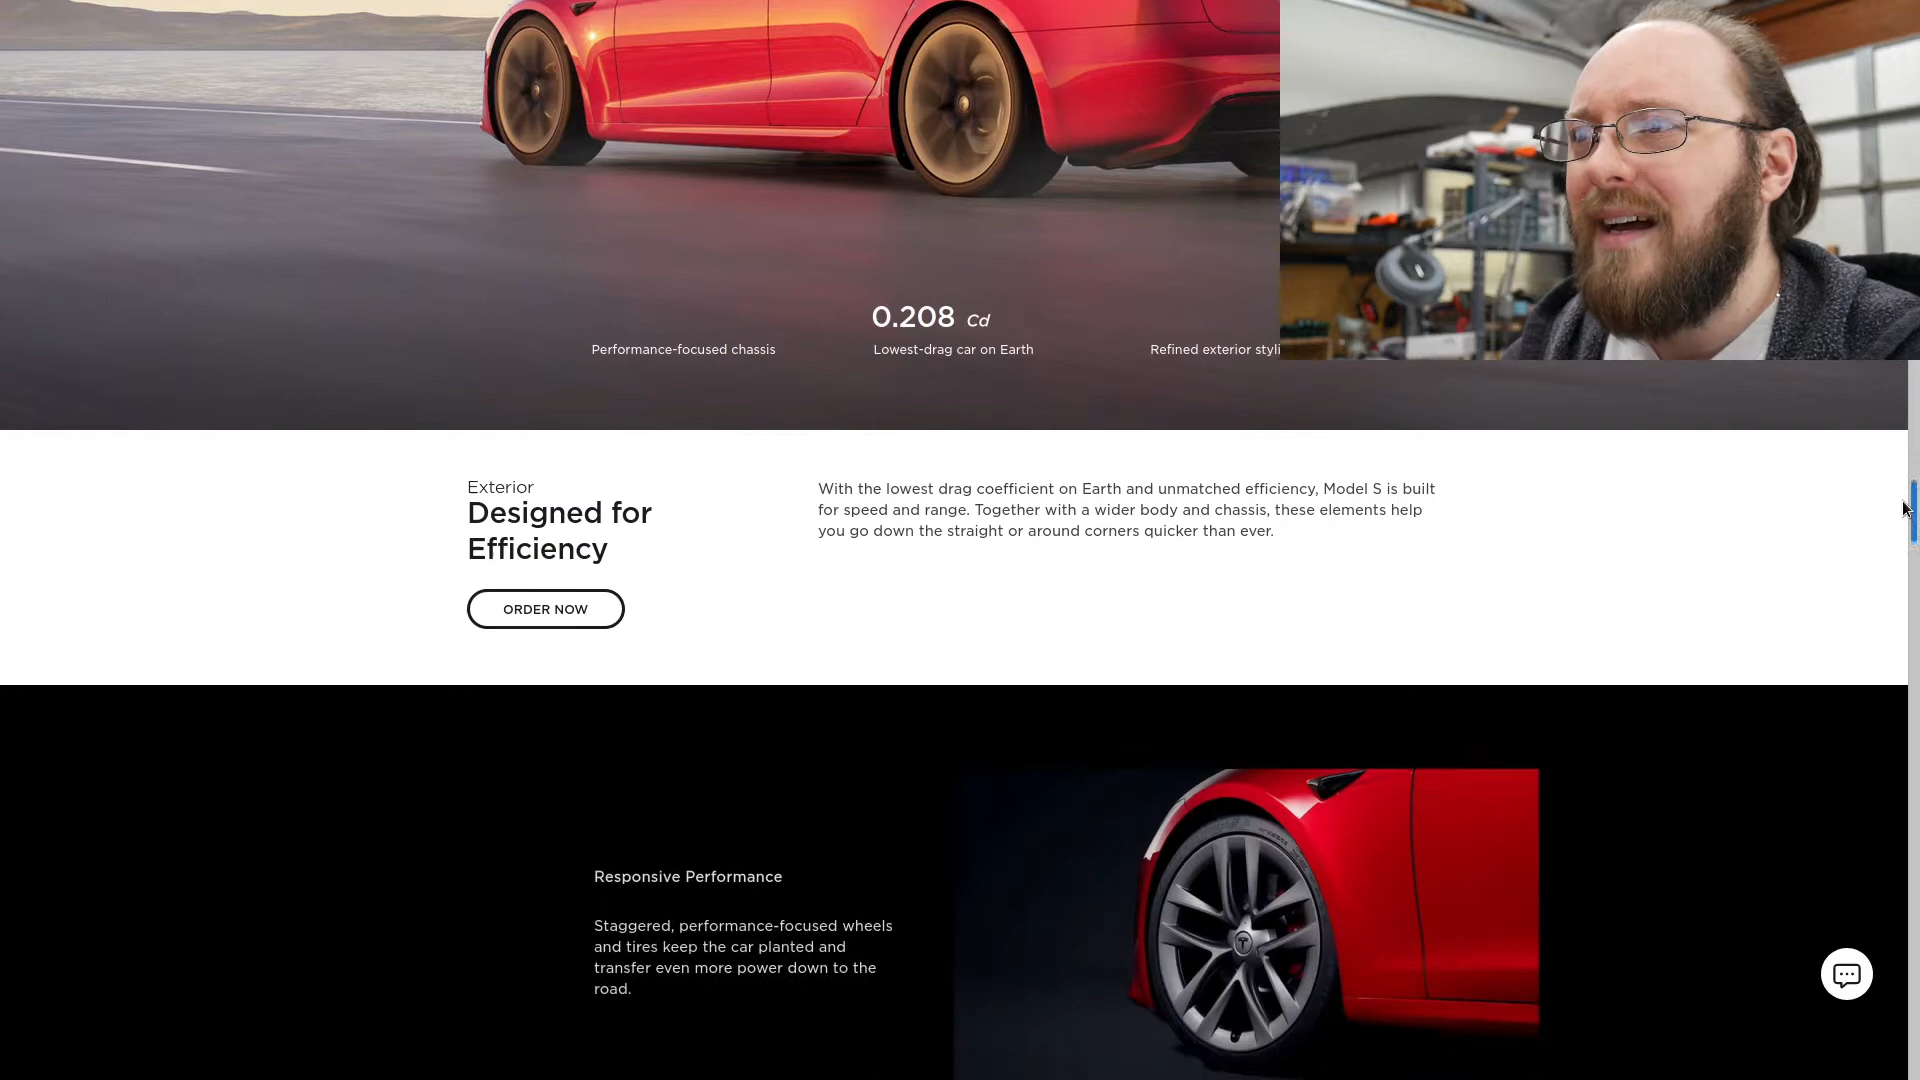 0.208 Cd
Performance-focused chassis
Lowest-drag car on Earth
Refined exterior styli
Exterior
Designed for
Efficiency
ORDER NOW
With the lowest drag coefficient on Earth and unmatched efficiency, Model S is built
for speed and range. Together with a wider body and chassis, these elements help
you go down the straight or around corners quicker than ever.
Responsive Performance
Staggered, performance-focused wheels
and tires keep the car planted and
transfer even more power down to the
road.